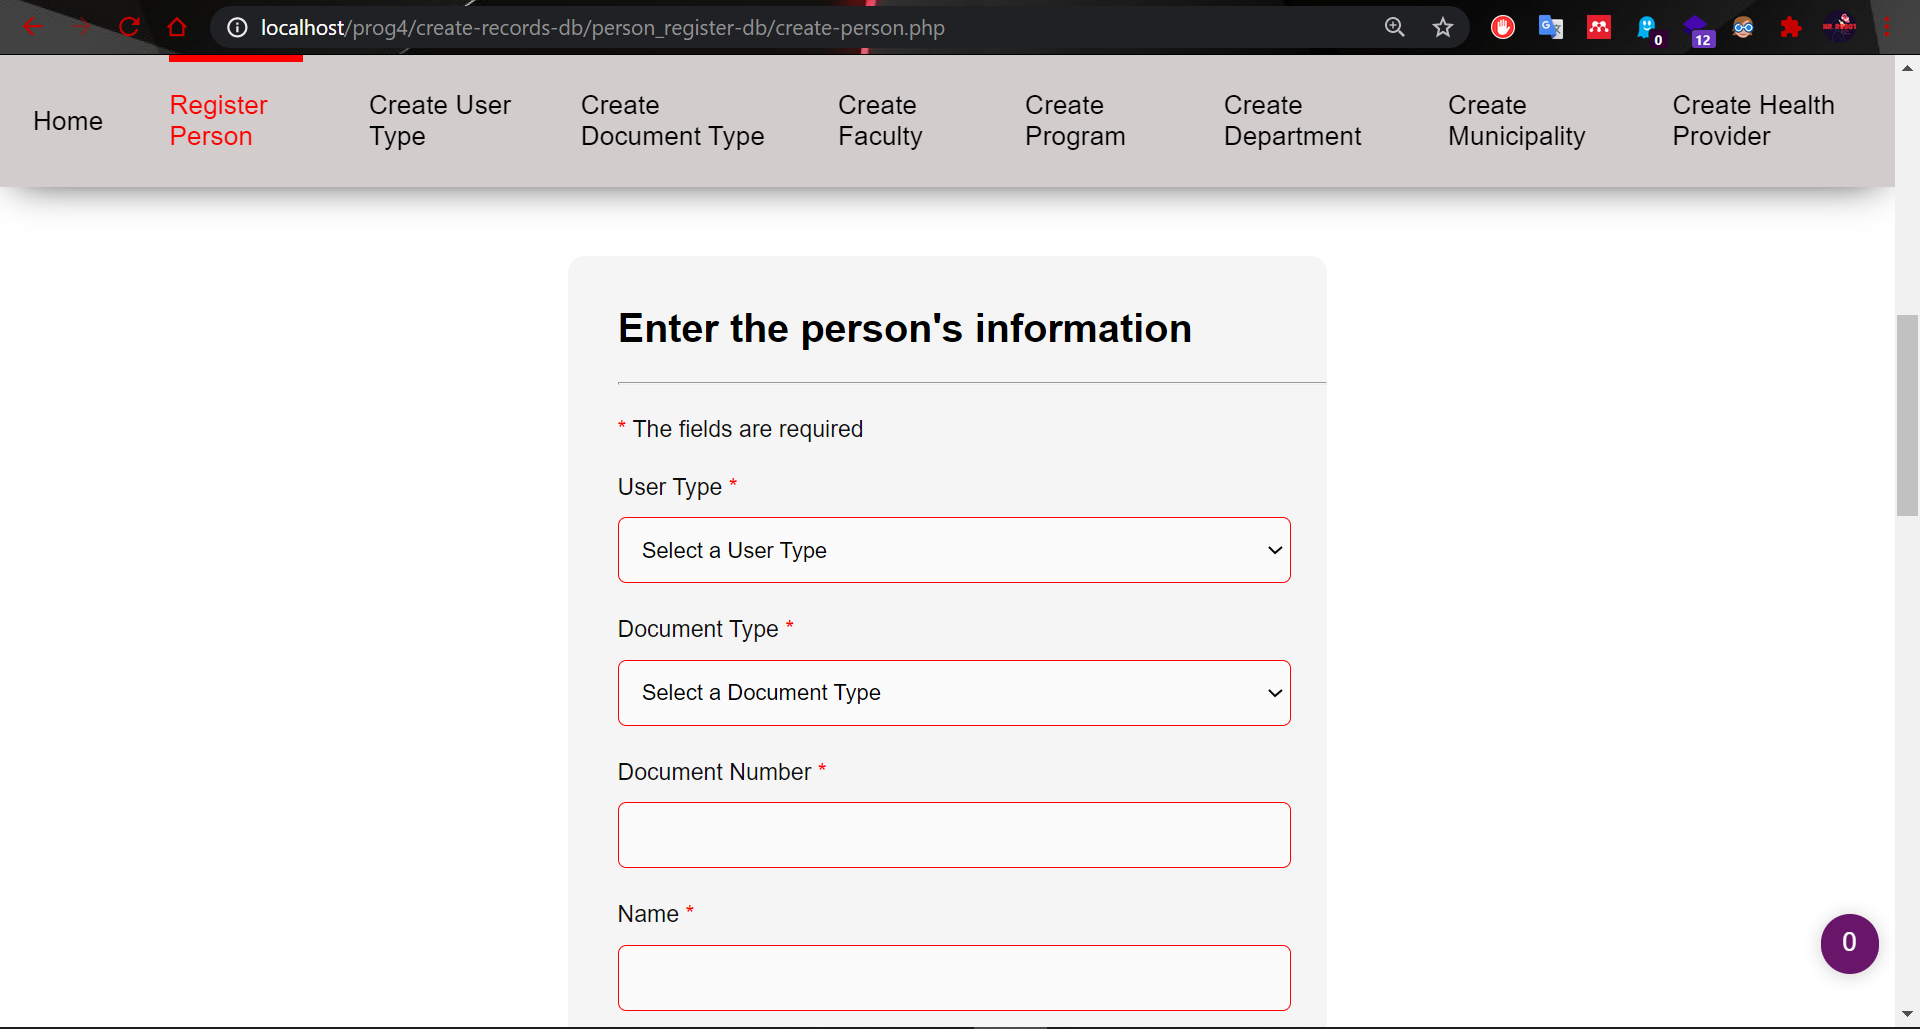 localhost/prog4/create-records-db/person_register-db/create-person.php
0
12
Home
Register
Person
Create User
Type
Create
Document Type
Create
Faculty
Create
Program
Create
Department
Create
Municipality
Create Health
Provider
Enter the person's information
* The fields are required
User Type *
Select a User Type
Document Type *
Select a Document Type
Document Number *
Name *
0